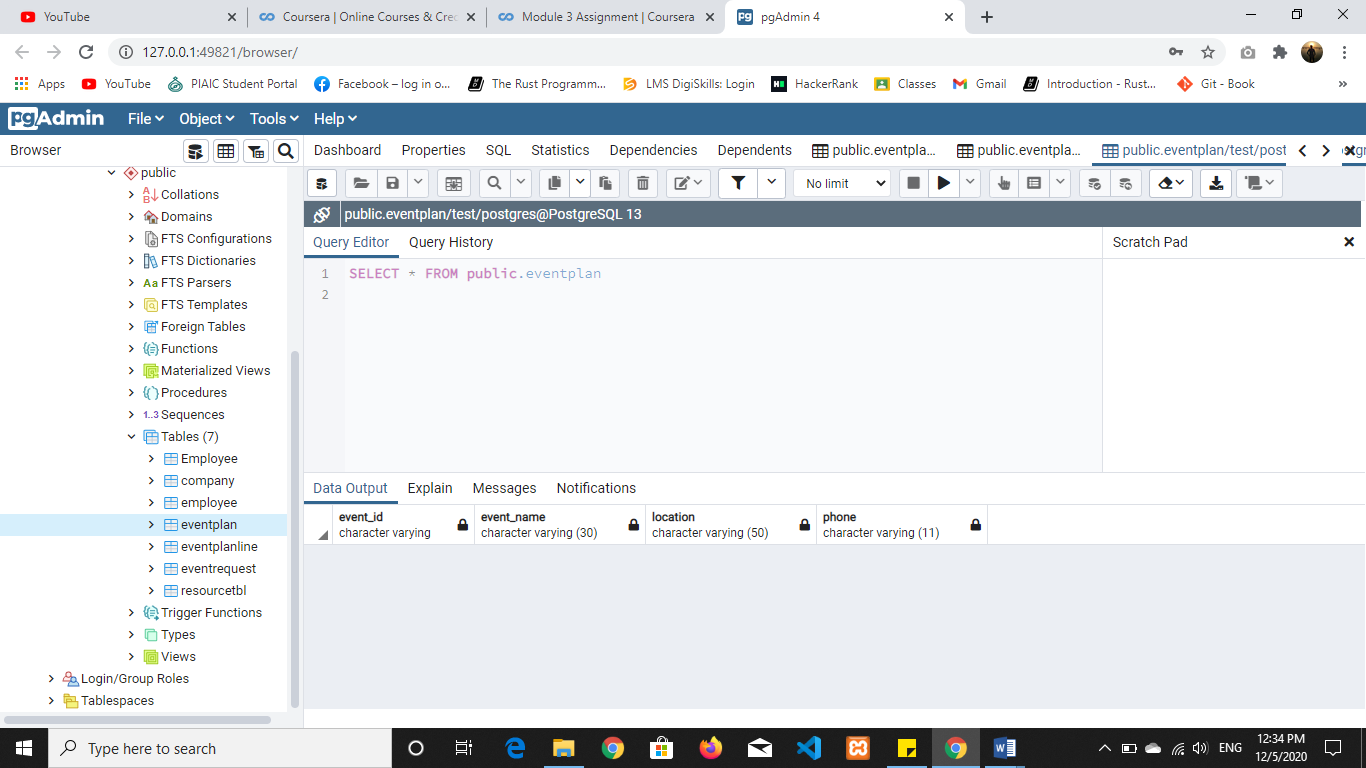 YouTube
Coursera | Online Courses & Crec
Module 3 Assignment | Coursera
pgAdmin 4
127.0.0.1:49821/browser/
Apps
YouTube
PIAIC Student Portal
Facebook – log in o...
The Rust Programm...
LMS DigiSkills: Login
HackerRank
Classes
Gmail
Introduction - Rust...
Git - Book
»
pgAdmin
File
Object
Tools
Help
Browser
Dashboard
Properties
SQL
Statistics
Dependencies
Dependents
public.eventpla...
public.eventpla...
public.eventplan/test/post
public
Collations
Domains
FTS Configurations
FTS Dictionaries
Aa FTS Parsers
FTS Templates
Foreign Tables
Functions
Materialized Views
Procedures
1..3 Sequences
Tables (7)
Employee
company
employee
eventplan
eventplanline
eventrequest
resourcetbl
Trigger Functions
Types
Views
Login/Group Roles
Tablespaces
No limit
public.eventplan/test/postgres@PostgreSQL 13
Query Editor
Query History
Scratch Pad
1 SELECT * FROM public.eventplan
2
Data Output
Explain
Messages
Notifications
event_id
character varying
event_name
character varying (30)
location
character varying (50)
phone
character varying (11)
Type here to search
ENG
12:34 PM
12/5/2020